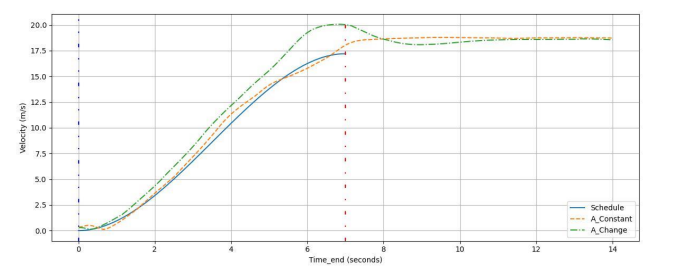 20.0
17.5
15.0
12.5
10.0
7.5
5.0
2.5
0.0
Velocity (m/s)
0 2 4 6 8 10 12 14
Time_end (seconds)
Schedule
A_Constant
A_Change